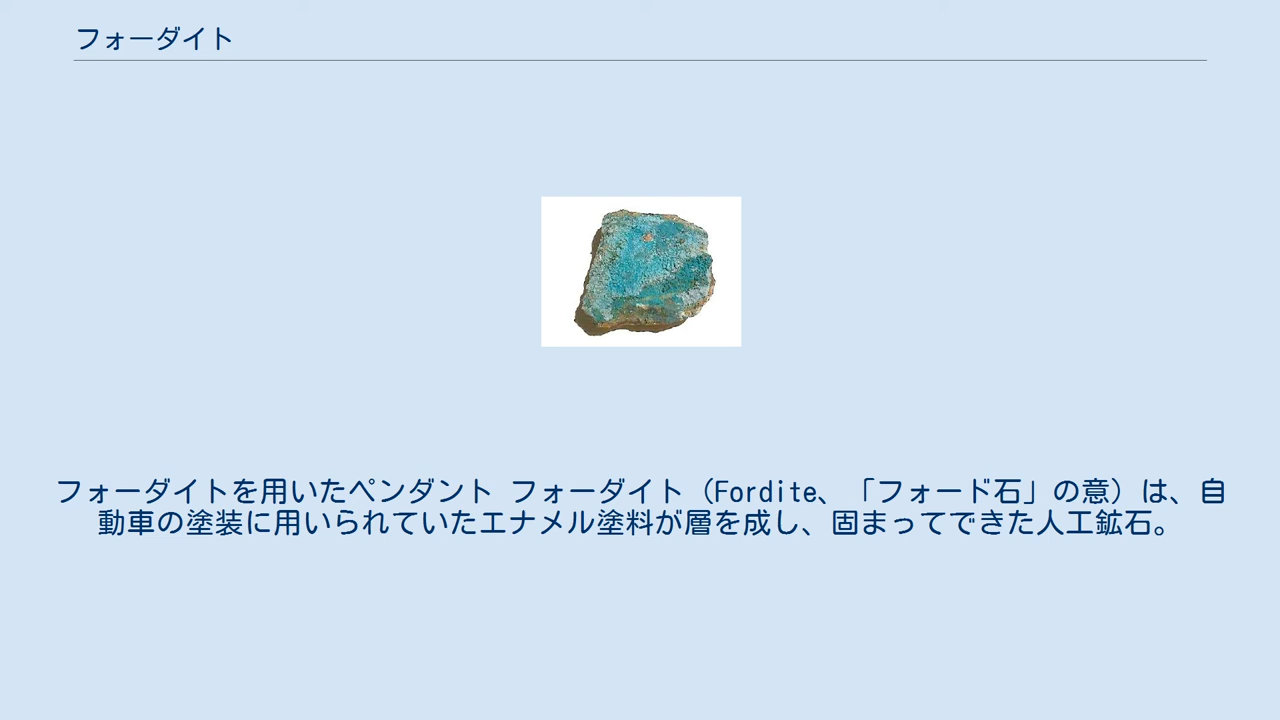 フォーダイト
フォーダイトを用いたペンダント フォーダイト（Fordite、「フォード石」の意）は、自
動車の塗装に用いられていたエナメル塗料が層を成し、固まってできた人工鉱石。